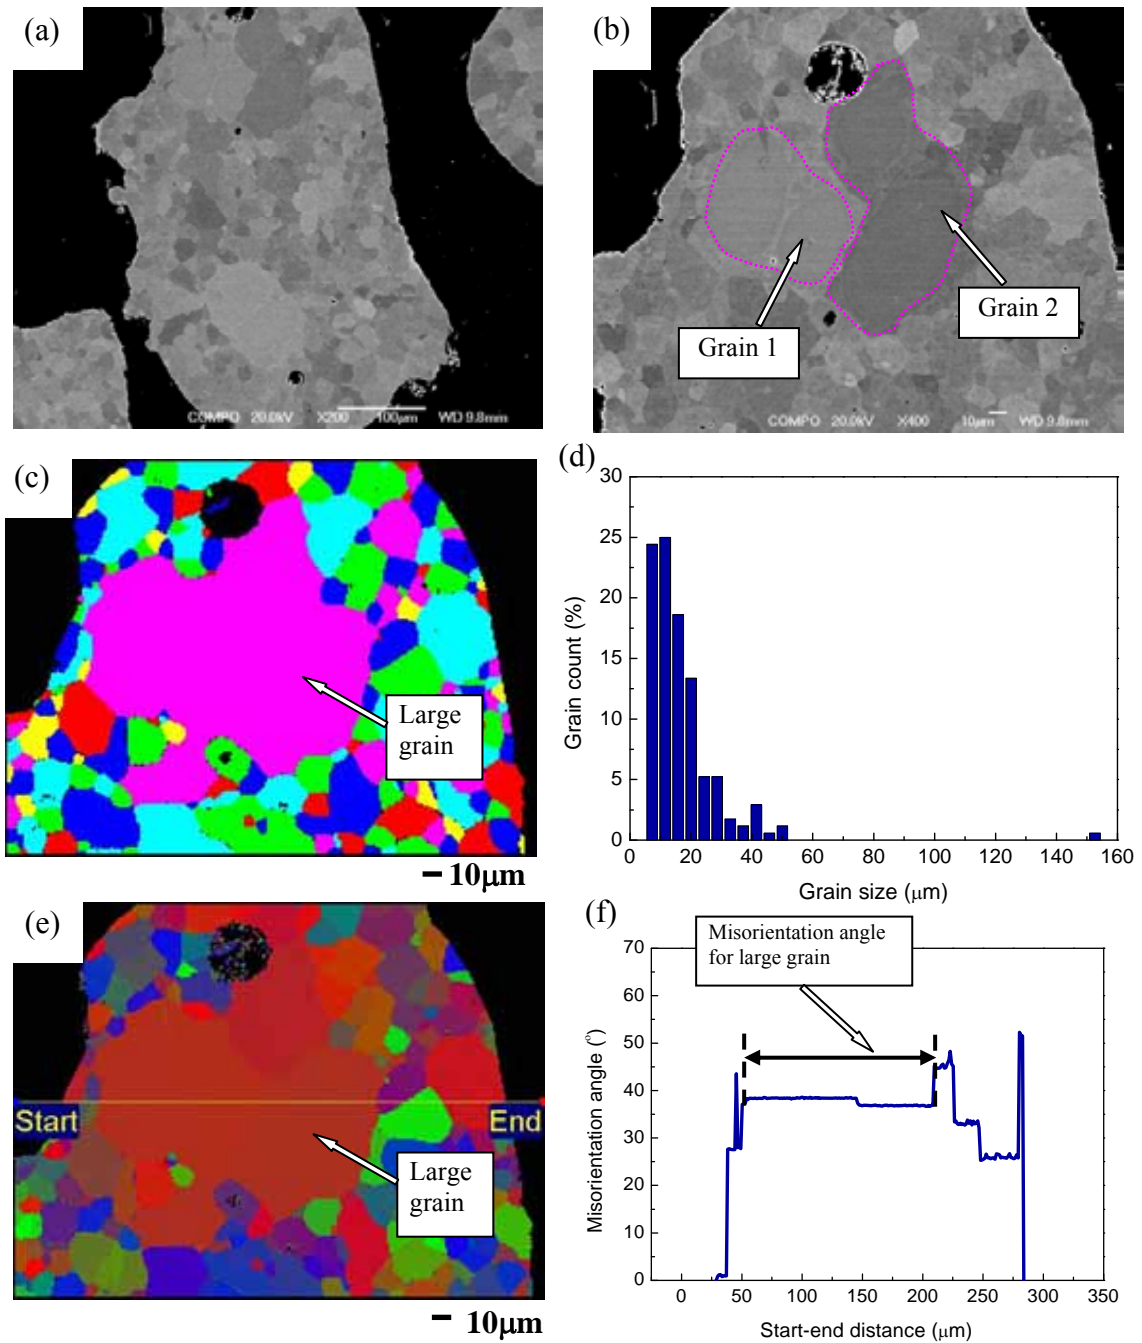 (a)
COMPO 20.0kV X200 100µm WD 9.8mm
(b)
Grain 1
Grain 2
COMPO 20.0kV X400 10µm WD 9.8mm
(c)
Large
grain
10µm
(d)
30
25
20
15
10
5
0
0 20 40 60 80 100 120 140 160
Grain count (%)
Grain size (µm)
(e)
Start
End
Large
grain
10µm
(f)
Misorientation angle
for large grain
70
60
50
40
30
20
10
0
0 50 100 150 200 250 300 350
Misorientation angle (°)
Start-end distance (µm)